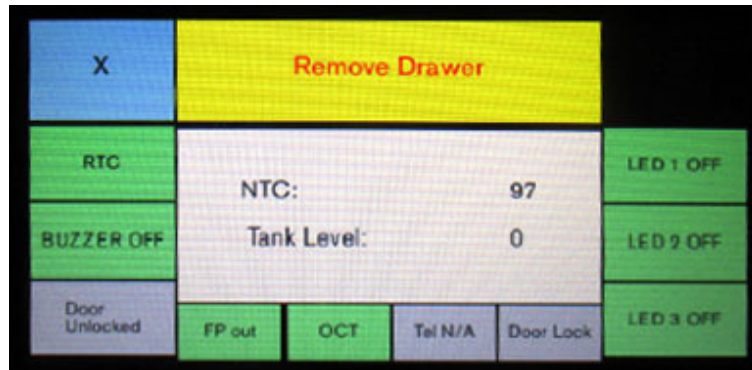 X
Remove Drawer
RTC
NTC: 97
LED 1 OFF
BUZZER OFF
Tank Level: 0
LED 2 OFF
Door
Unlocked
FP out
OCT
Tel N/A
Door Lock
LED 3 OFF